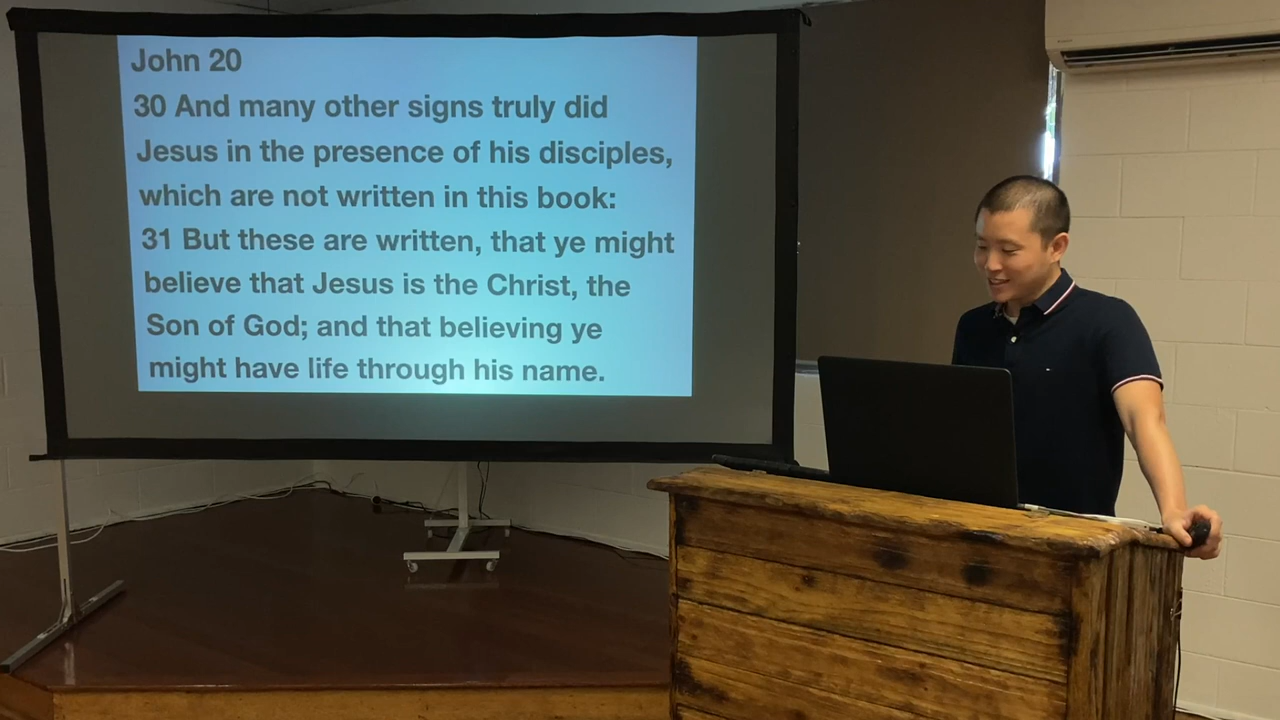 John 20
30 And many other signs truly did
Jesus in the presence of his disciples,
which are not written in this book:
31 But these are written, that ye might
believe that Jesus is the Christ, the
Son of God; and that believing ye
might have life through his name.